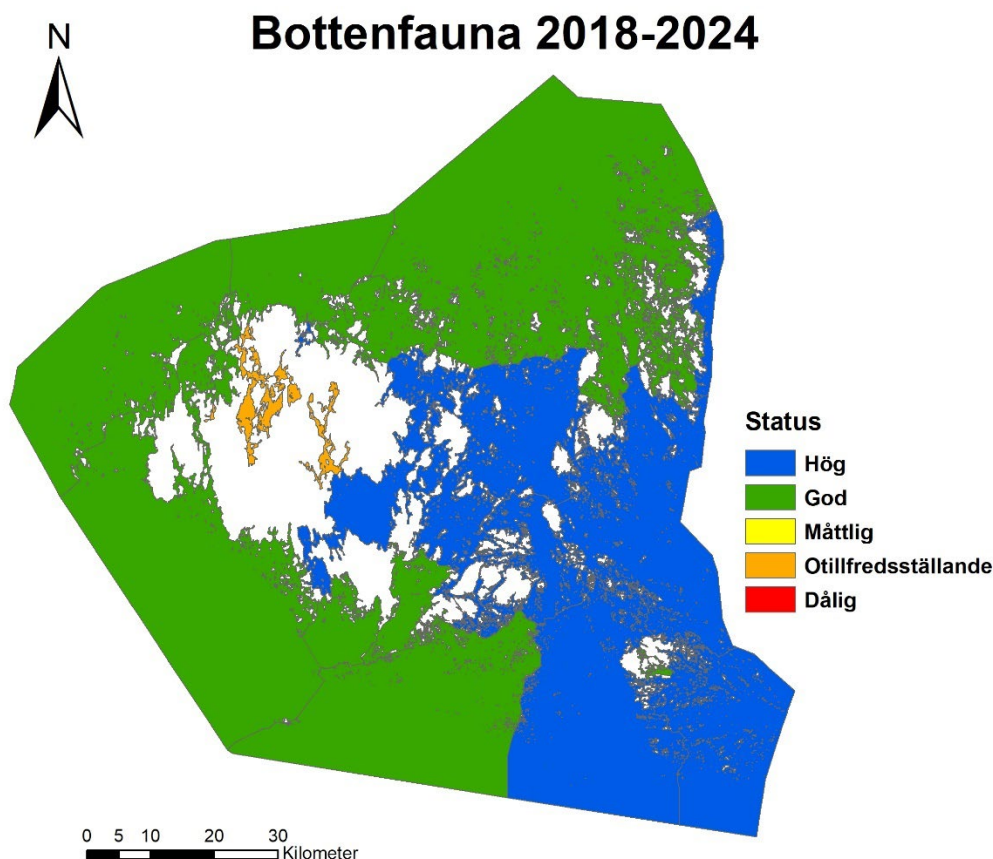 Bottenfauna 2018-2024
N
Status
Hög
God
Måttlig
Otillfredsställande
Dålig
0 5 10 20 30
Kilometer